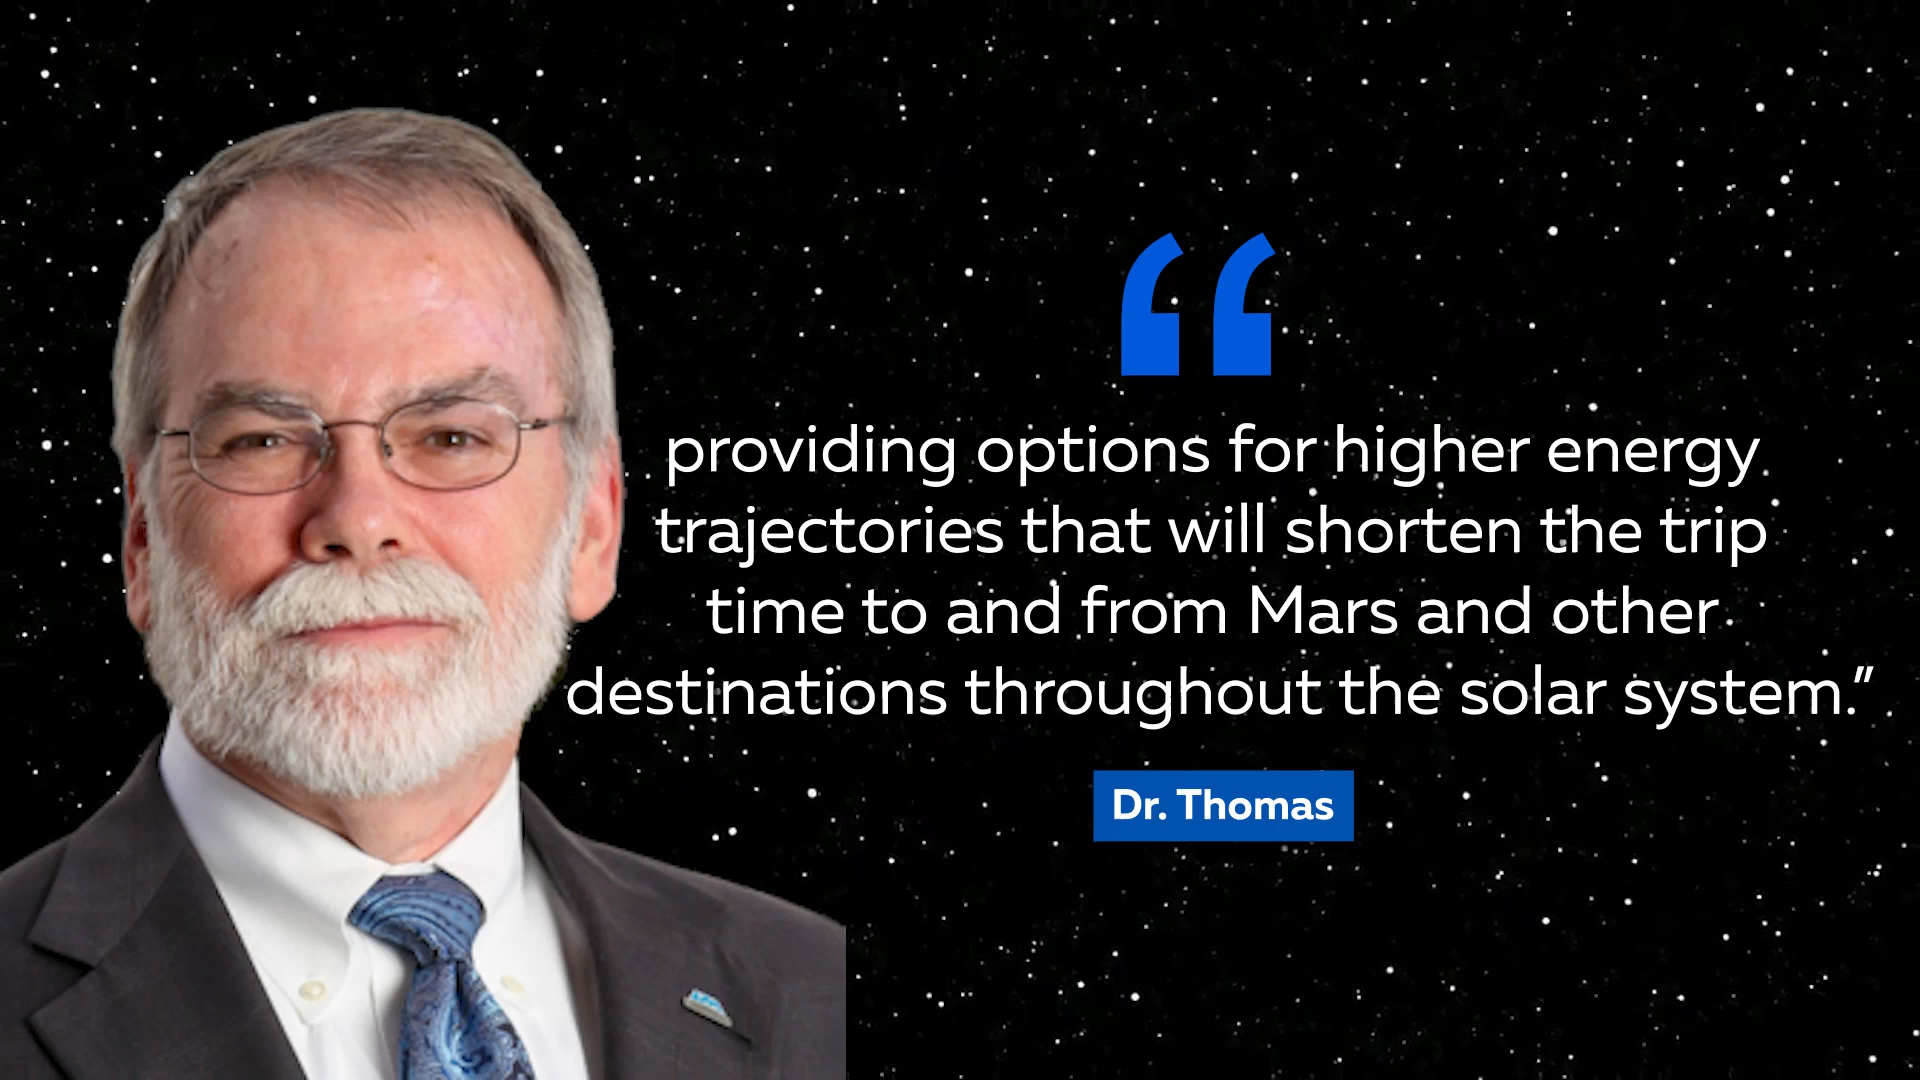 “
providing options for higher energy
trajectories that will shorten the trip
time to and from Mars and other
destinations throughout the solar system.”
Dr. Thomas